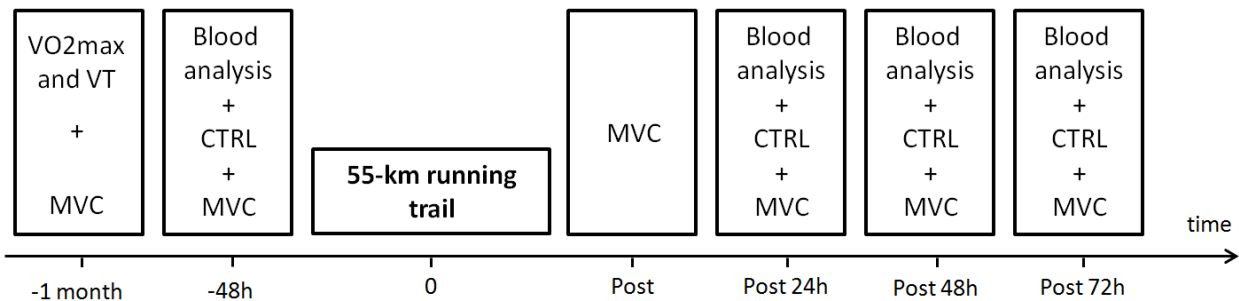 VO2max
and VT
+
MVC
Blood
analysis
+
CTRL
+
MVC
55-km running
trail
MVC
Blood
analysis
+
CTRL
+
MVC
Blood
analysis
+
CTRL
+
MVC
Blood
analysis
+
CTRL
+
MVC
time
-1 month
-48h
0
Post
Post 24h
Post 48h
Post 72h